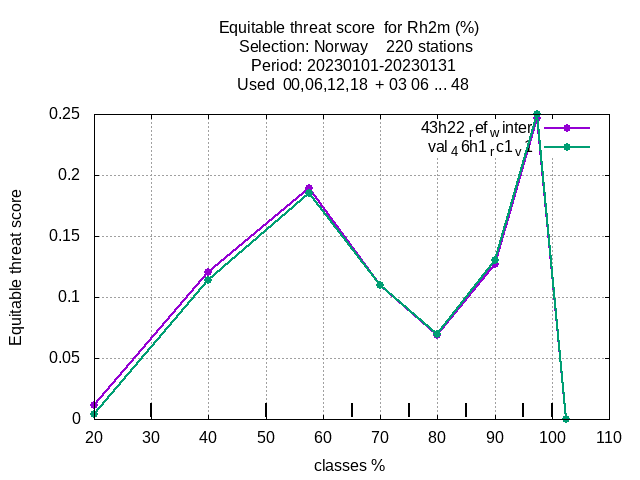 Equitable threat score  for Rh2m (%)
Selection: Norway    220 stations
Period: 20230101-20230131
Used  00,06,12,18  + 03 06 ... 48
43h22_ref_winter
val_46h1_rc1_v1
0.25
0.2
0.15
0.1
0.05
0
Equitable threat score
20 30 40 50 60 70 80 90 100 110
classes %